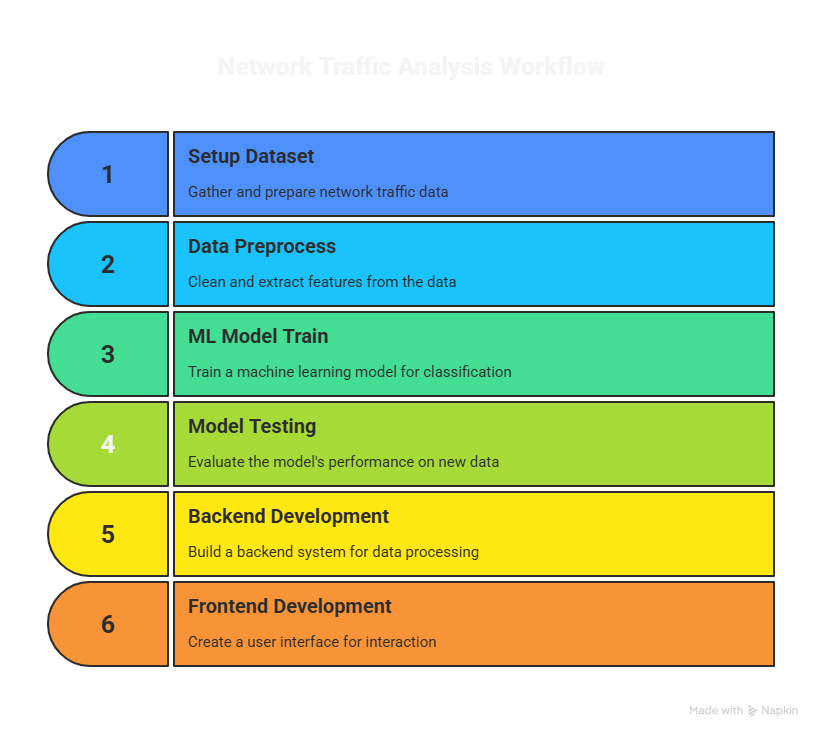 Network Traffic Analysis Workflow
1
Setup Dataset
Gather and prepare network traffic data
2
Data Preprocess
Clean and extract features from the data
3
ML Model Train
Train a machine learning model for classification
4
Model Testing
Evaluate the model's performance on new data
5
Backend Development
Build a backend system for data processing
6
Frontend Development
Create a user interface for interaction
Made with Napkin